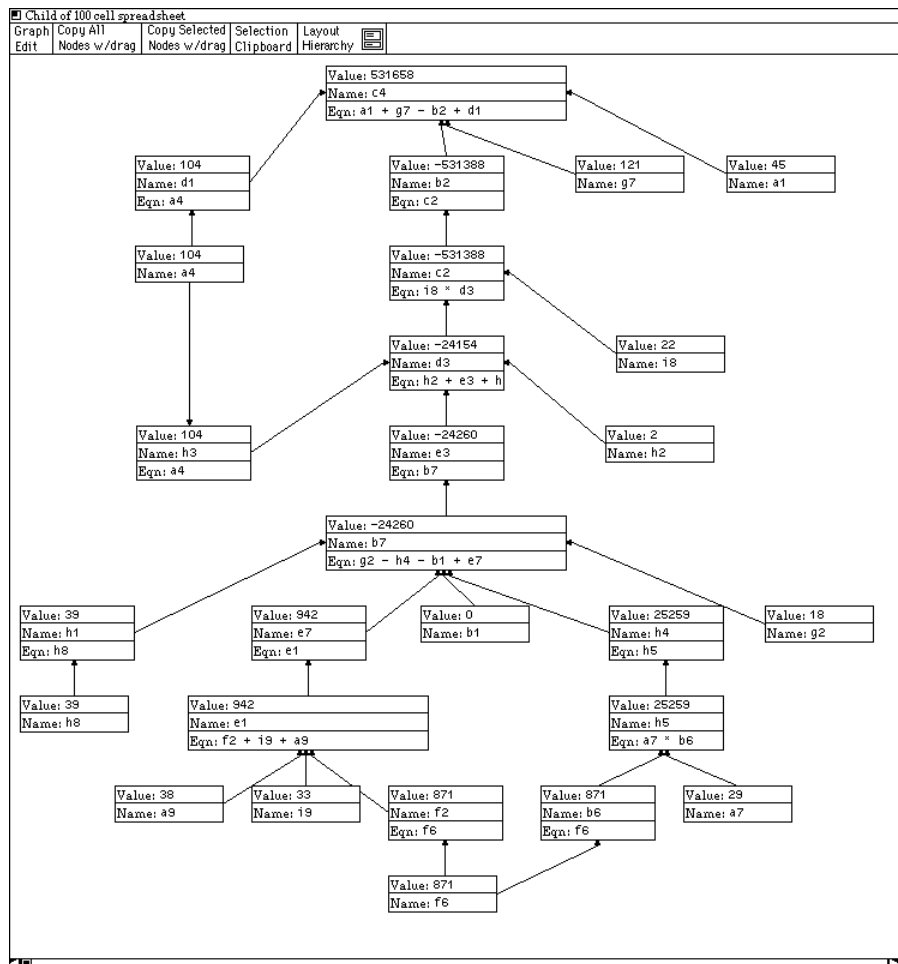 Child of 100 cell spreadsheet
Graph Copy All Copy Selected Selection Layout
Edit Nodes w/drag Nodes w/drag Clipboard Hierarchy
Value: 531658
Name: c4
Eqn: a1 + g7 - b2 + d1
Value: 104
Name: d1
Eqn: a4
Value: -531388
Name: b2
Eqn: c2
Value: 121
Name: g7
Value: 45
Name: a1
Value: 104
Name: a4
Value: -531388
Name: c2
Eqn: i8 * d3
Value: -24154
Name: d3
Eqn: h2 + e3 + h
Value: 22
Name: i8
Value: 104
Name: h3
Eqn: a4
Value: -24260
Name: e3
Eqn: b7
Value: 2
Name: h2
Value: -24260
Name: b7
Eqn: g2 - h4 - b1 + e7
Value: 39
Name: h1
Eqn: h8
Value: 942
Name: e7
Eqn: e1
Value: 0
Name: b1
Value: 25259
Name: h4
Eqn: h5
Value: 18
Name: g2
Value: 39
Name: h8
Value: 942
Name: e1
Eqn: f2 + i9 + a9
Value: 25259
Name: h5
Eqn: a7 * b6
Value: 38
Name: a9
Value: 33
Name: i9
Value: 871
Name: f2
Eqn: f6
Value: 871
Name: b6
Eqn: f6
Value: 29
Name: a7
Value: 871
Name: f6